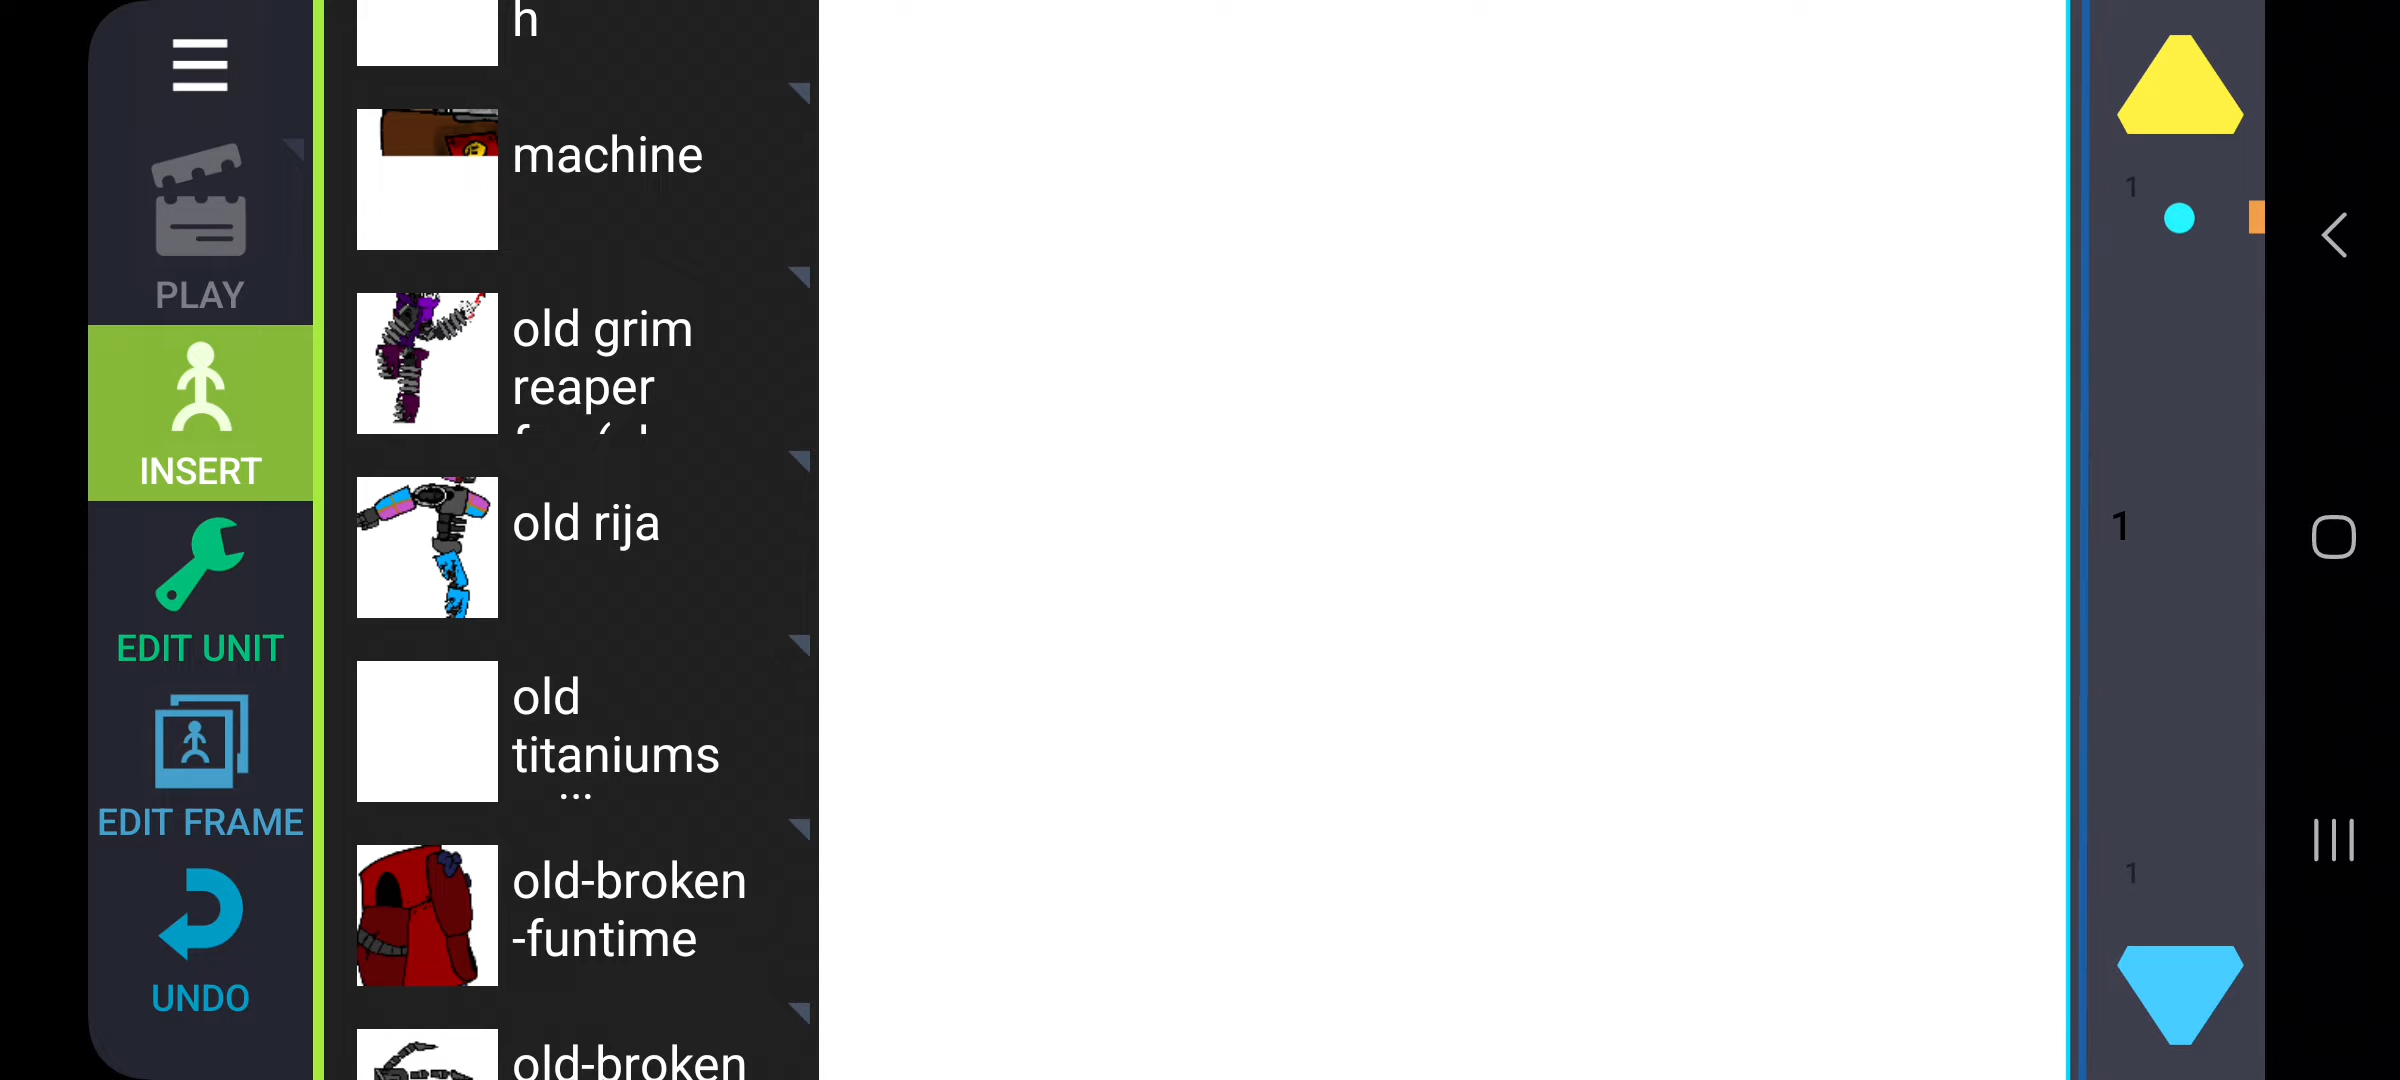 h
PLAY
INSERT
EDIT UNIT
EDIT FRAME
UNDO
machine
old grim
reaper
old rija
old
titaniums
...
old-broken
-funtime
old-broken
1
1
1